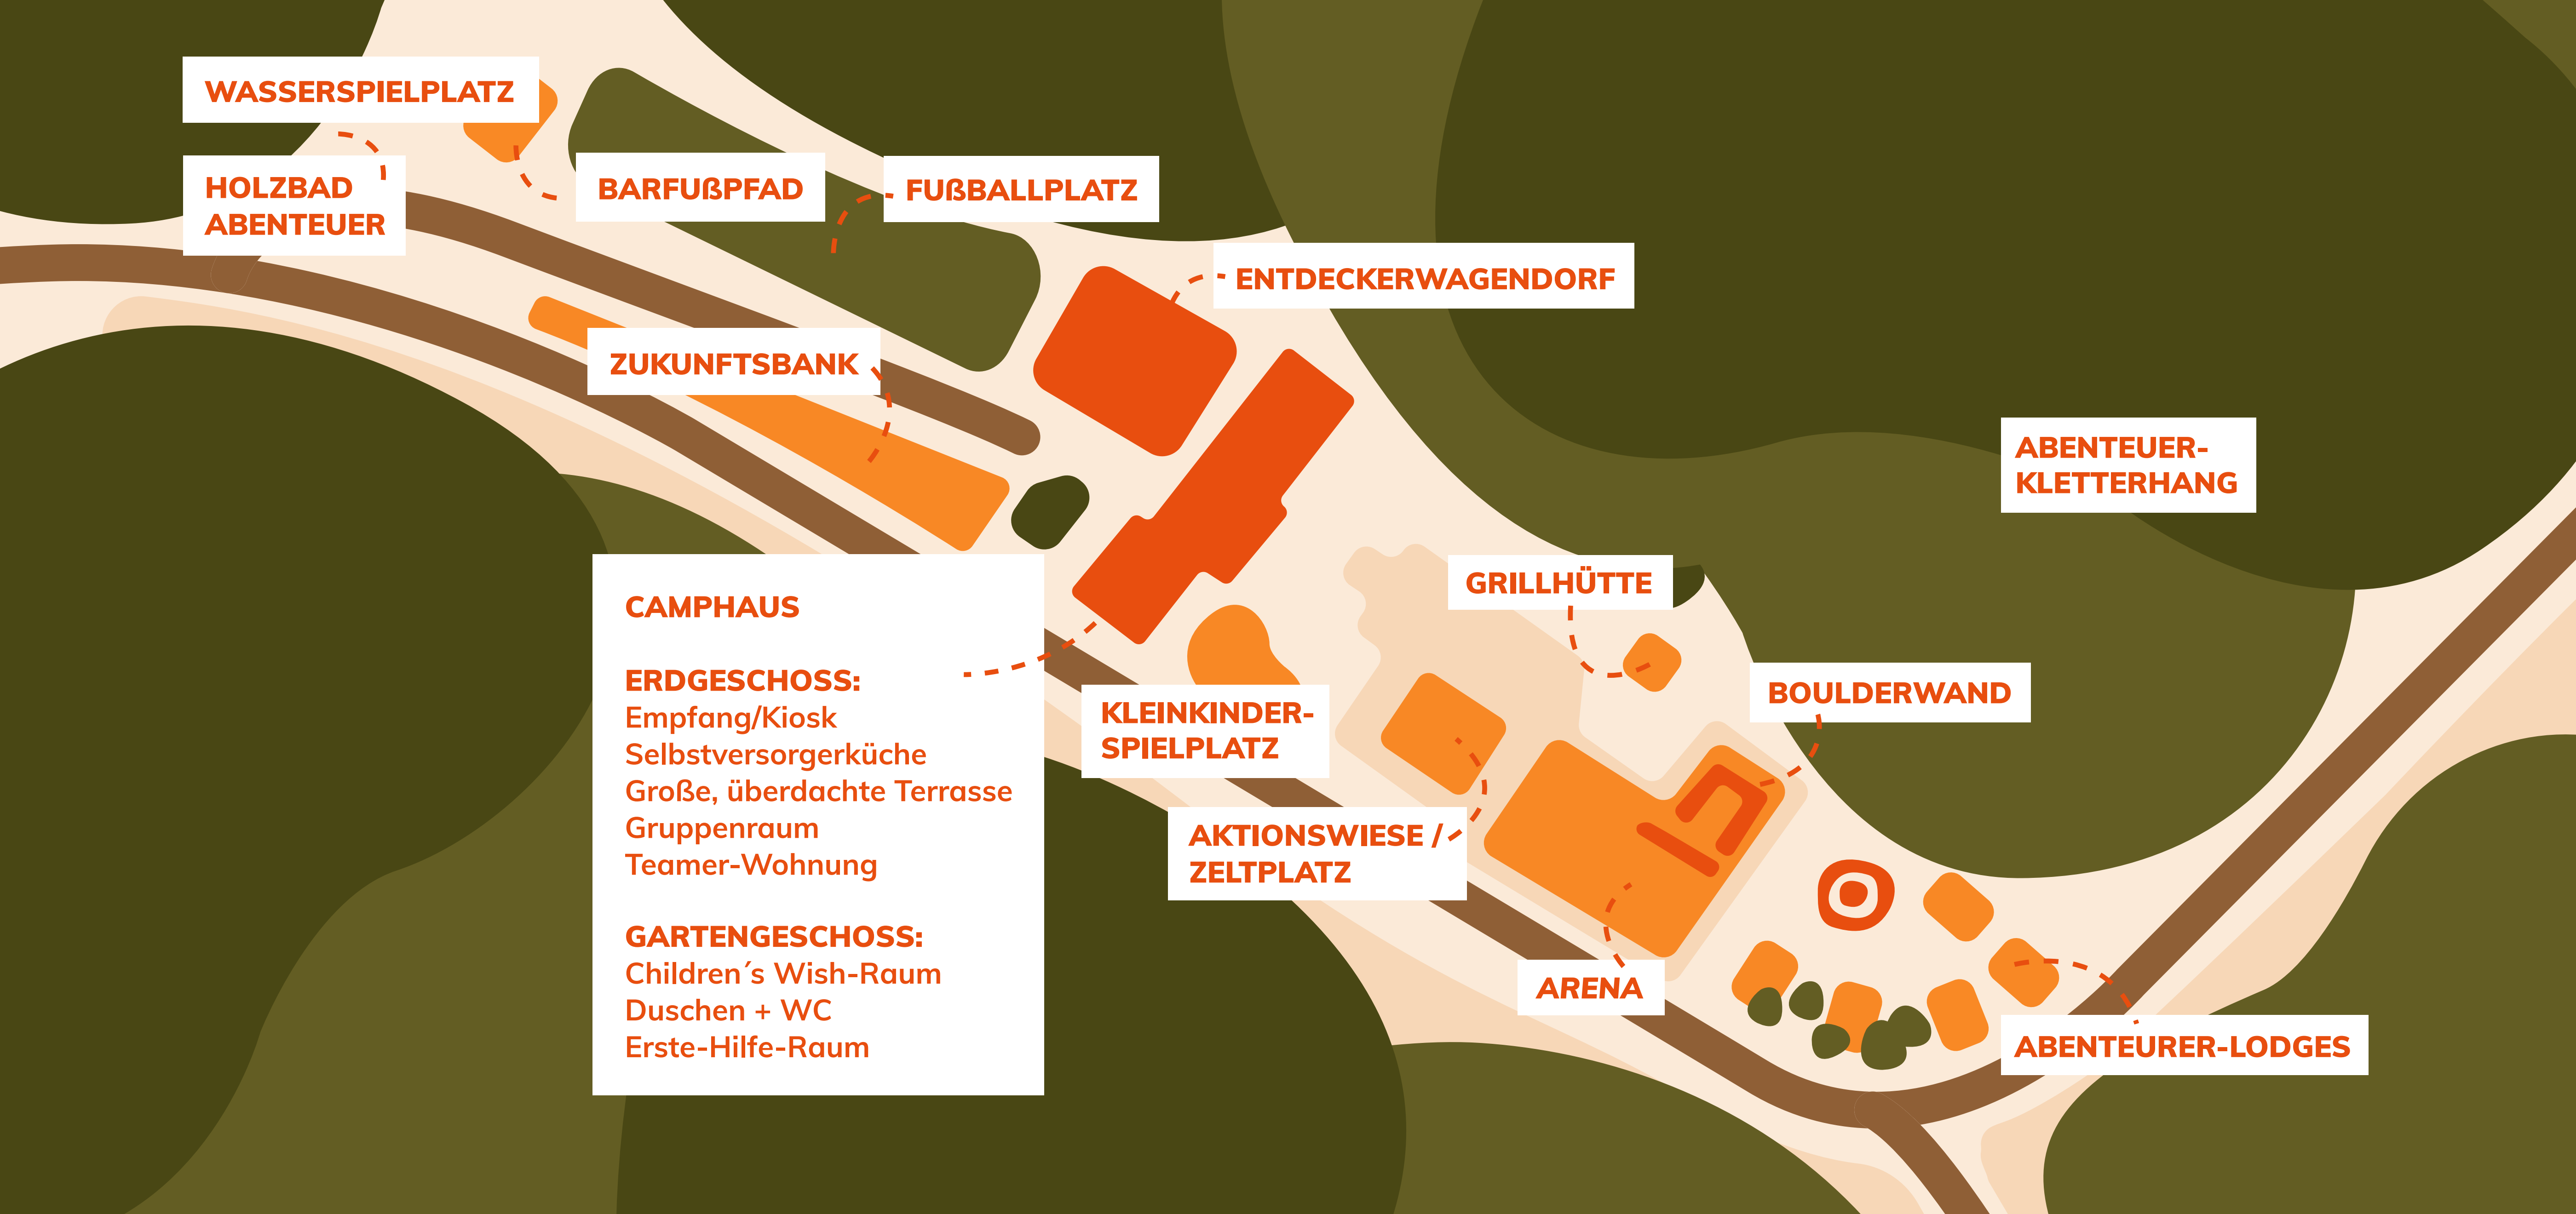 WASSERSPIELPLATZ
HOLZBAD
ABENTEUER
BARFUßPFAD
FUßBALLPLATZ
ENTDECKERWAGENDORF
ZUKUNFTSBANK
ABENTEUER-
KLETTERHANG
GRILLHÜTTE
CAMPHAUS
ERDGESCHOSS:
Empfang/Kiosk
Selbstversorgerküche
Große, überdachte Terrasse
Gruppenraum
Teamer-Wohnung
GARTENGESCHOSS:
Children´s Wish-Raum
Duschen + WC
Erste-Hilfe-Raum
KLEINKINDER-
SPIELPLATZ
BOULDERWAND
AKTIONSWIESE /
ZELTPLATZ
ARENA
ABENTEURER-LODGES